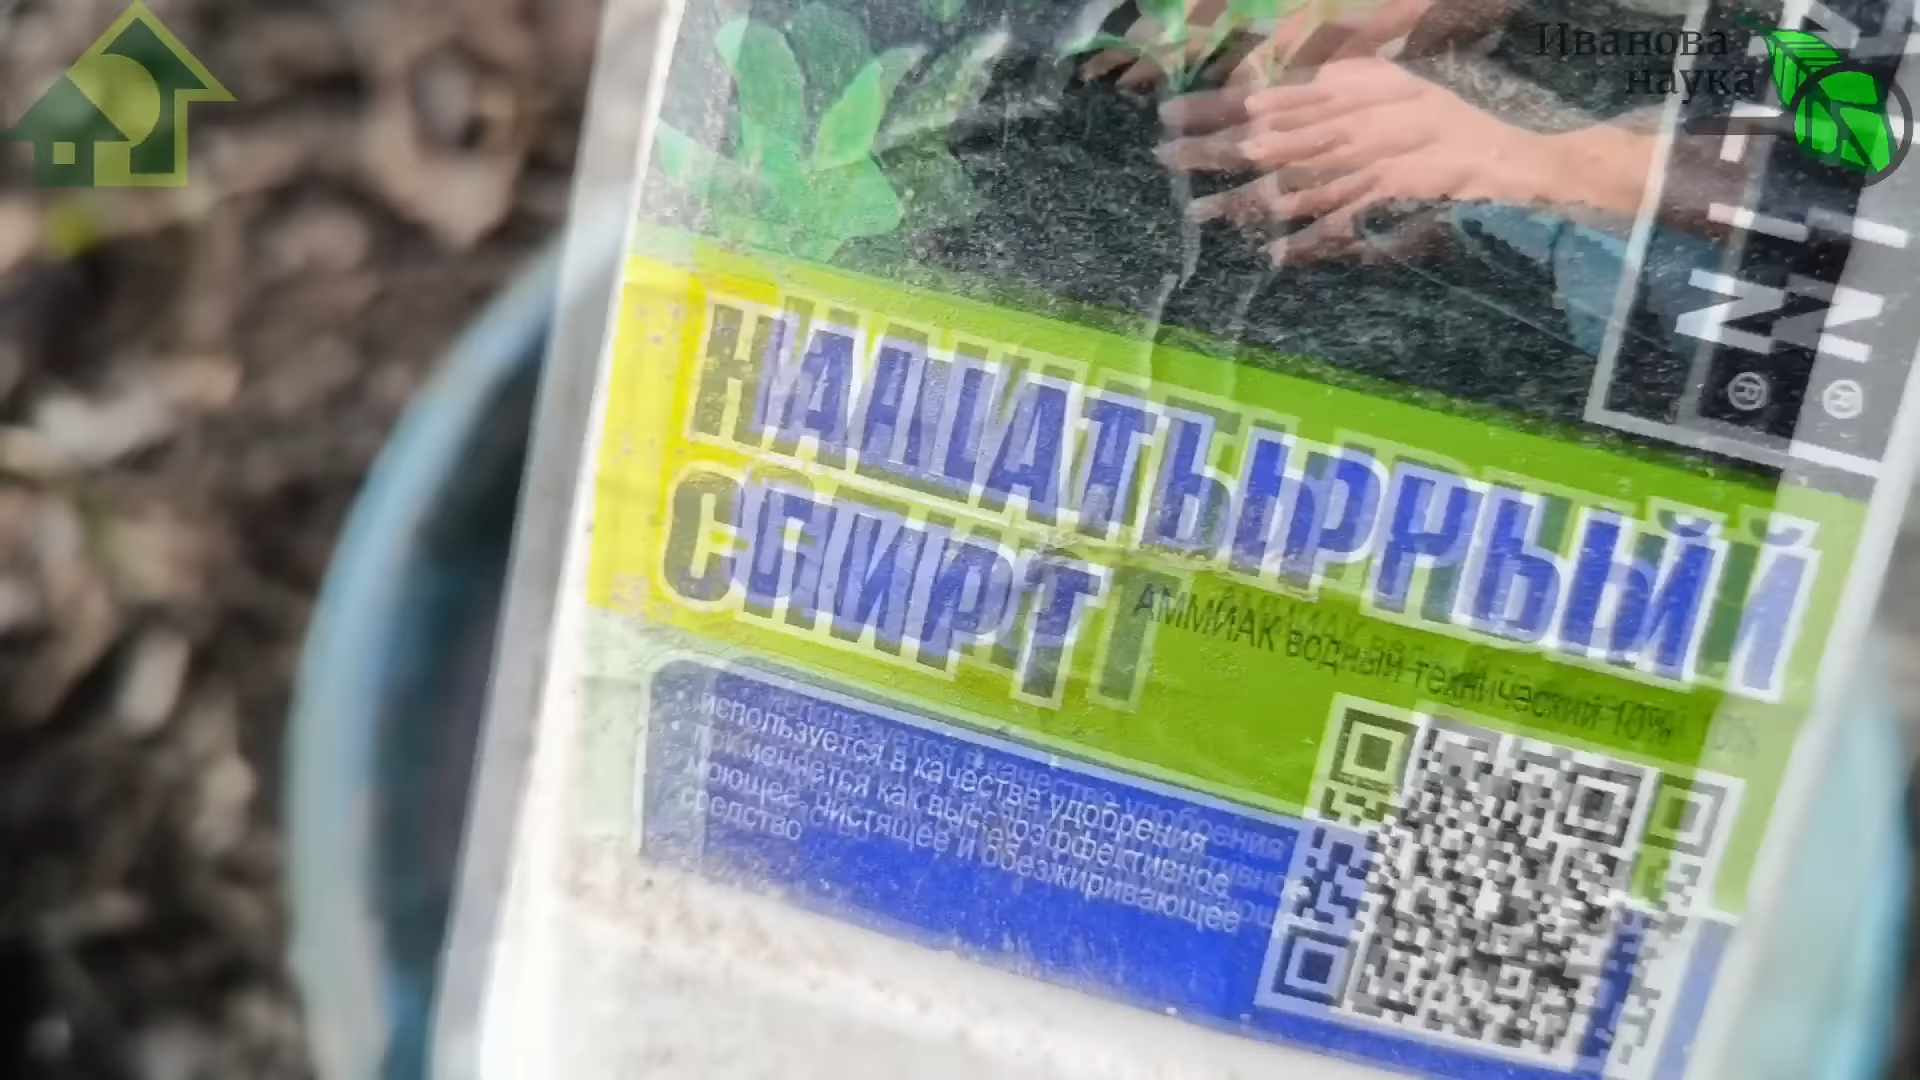 Иванова
наука
НАШАТЫРНЫЙ
СПИРТ
АММИАК водный технический 10%
используется в качестве удобрения
применяется как высокоэффективное
моющее, чистящее и обезжиривающее
средство